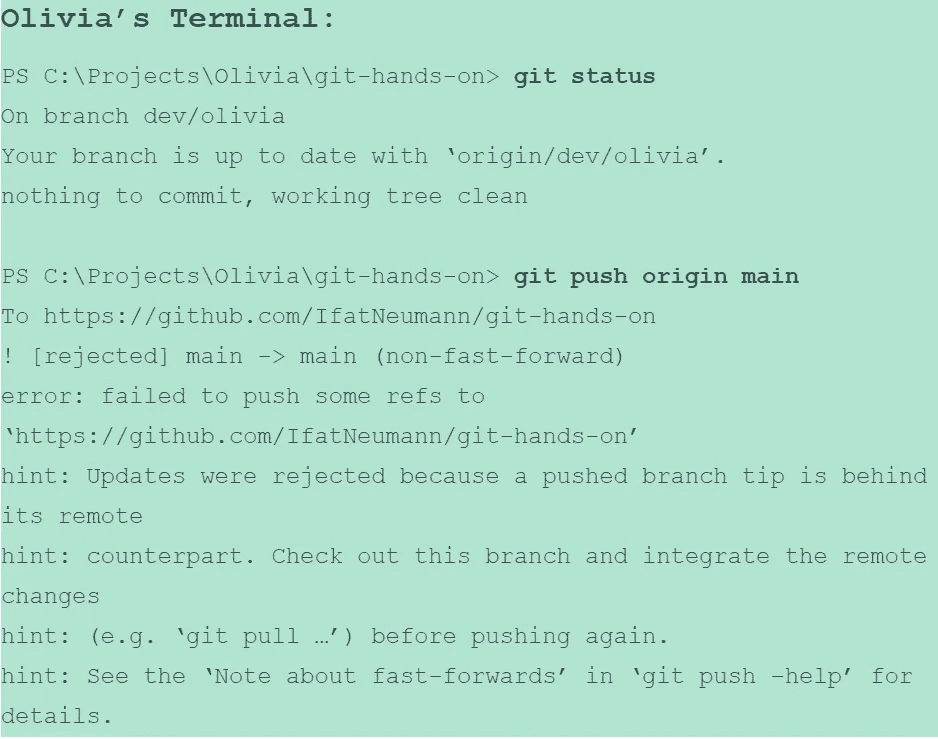 Olivia’s Terminal:
PS C:\Projects\Olivia\git-hands-on> git status
On branch dev/olivia
Your branch is up to date with ‘origin/dev/olivia’.
nothing to commit, working tree clean
PS C:\Projects\Olivia\git-hands-on> git push origin main
To https://github.com/IfatNeumann/git-hands-on
! [rejected] main -> main (non-fast-forward)
error: failed to push some refs to
‘https://github.com/IfatNeumann/git-hands-on’
hint: Updates were rejected because a pushed branch tip is behind
its remote
hint: counterpart. Check out this branch and integrate the remote
changes
hint: (e.g. ‘git pull …’) before pushing again.
hint: See the ‘Note about fast-forwards’ in ‘git push –help’ for
details.